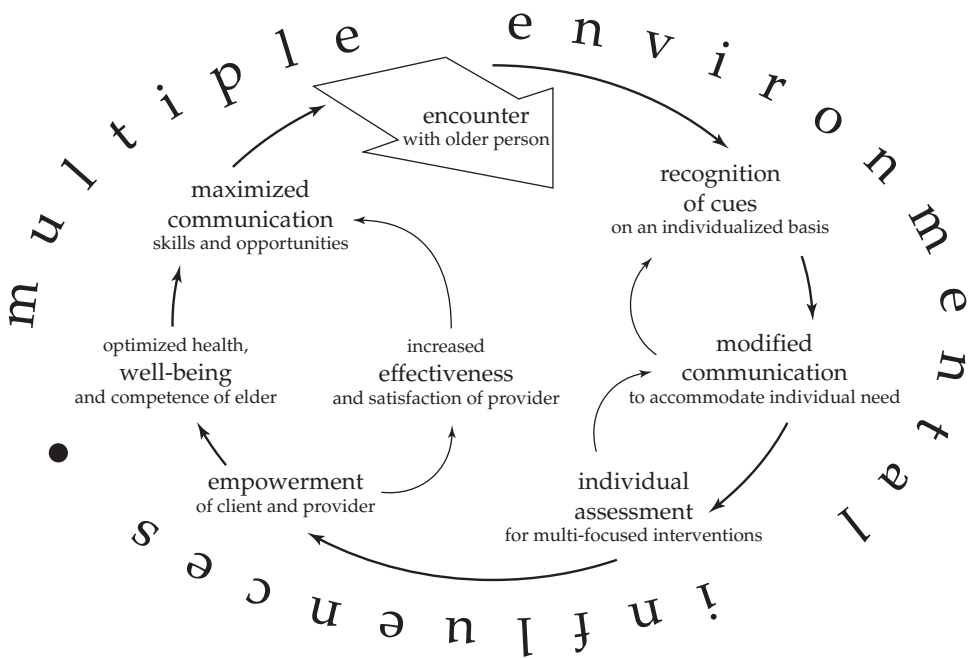 multiple environmental influences •
encounter
with older person
recognition
of cues
on an individualized basis
modified
communication
to accommodate individual need
individual
assessment
for multi-focused interventions
empowerment
of client and provider
increased
effectiveness
and satisfaction of provider
optimized health,
well-being
and competence of elder
maximized
communication
skills and opportunities